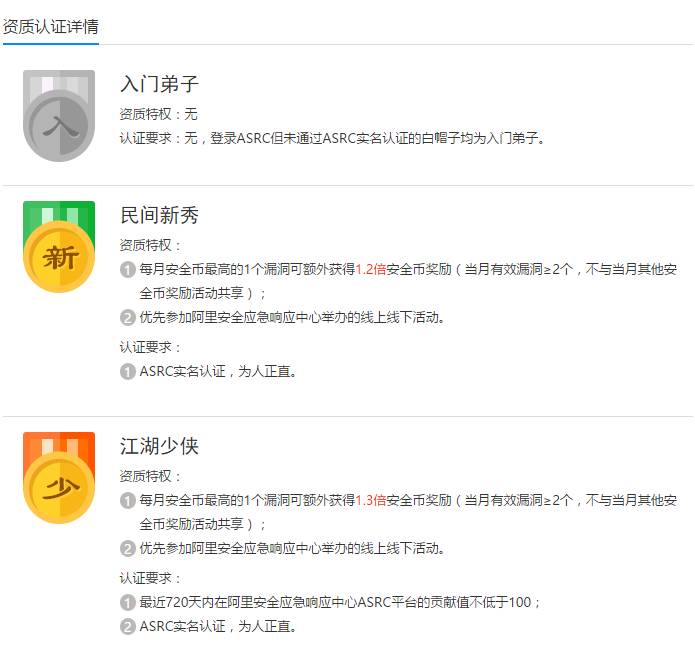 资质认证详情
入
入门弟子
资质特权：无
认证要求：无，登录ASRC但未通过ASRC实名认证的白帽子均为入门弟子。
新
民间新秀
资质特权：
1 每月安全币最高的1个漏洞可额外获得1.2倍安全币奖励（当月有效漏洞≥2个，不与当月其他安
全币奖励活动共享）；
2 优先参加阿里安全应急响应中心举办的线上线下活动。
认证要求：
1 ASRC实名认证，为人正直。
少
江湖少侠
资质特权：
1 每月安全币最高的1个漏洞可额外获得1.3倍安全币奖励（当月有效漏洞≥2个，不与当月其他安
全币奖励活动共享）；
2 优先参加阿里安全应急响应中心举办的线上线下活动。
认证要求：
1 最近720天内在阿里安全应急响应中心ASRC平台的贡献值不低于100；
2 ASRC实名认证，为人正直。